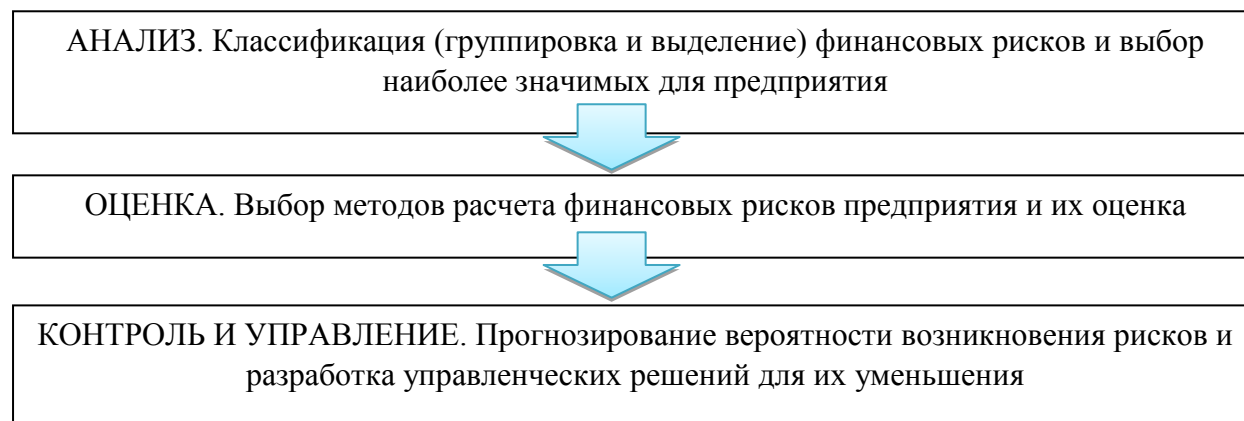 АНАЛИЗ. Классификация (группировка и выделение) финансовых рисков и выбор
наиболее значимых для предприятия
ОЦЕНКА. Выбор методов расчета финансовых рисков предприятия и их оценка
КОНТРОЛЬ И УПРАВЛЕНИЕ. Прогнозирование вероятности возникновения рисков и
разработка управленческих решений для их уменьшения